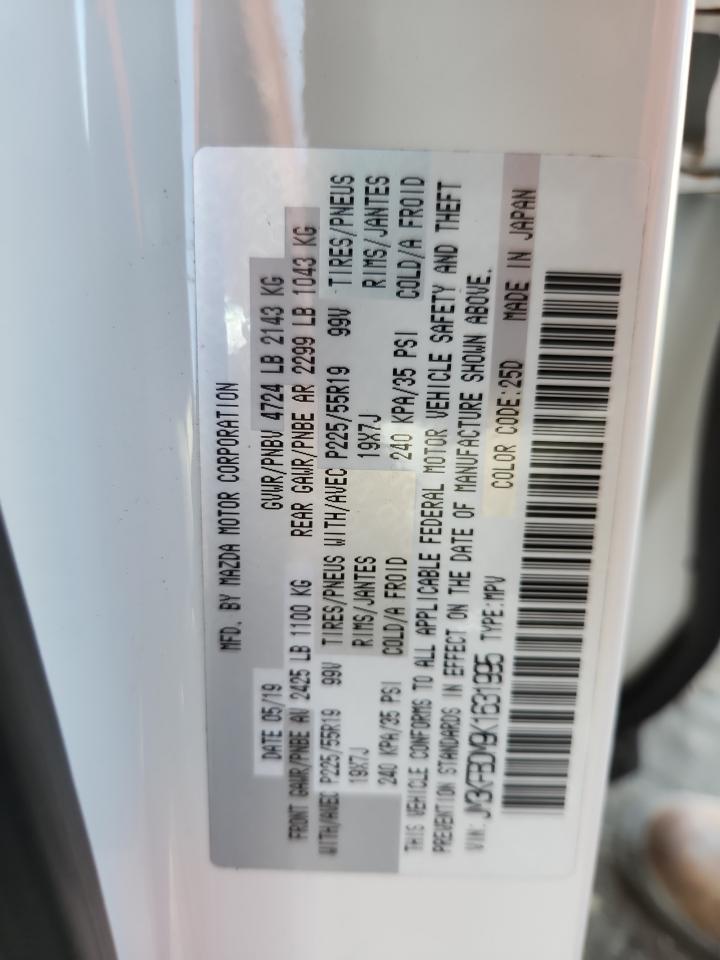 MFD. BY MAZDA MOTOR CORPORATION
DATE 05/19 GVWR/PNBV 4724 LB 2143 KG
FRONT GAWR/PNBE AV 2425 LB 1100 KG REAR GAWR/PNBE AR 2299 LB 1043 KG
WITH/AVEC P225/55R19 99V TIRES/PNEUS WITH/AVEC P225/55R19 99V TIRES/PNEUS
19X7J RIMS/JANTES 19X7J RIMS/JANTES
240 KPA/35 PSI COLD/A FROID 240 KPA/35 PSI COLD/A FROID
THIS VEHICLE CONFORMS TO ALL APPLICABLE FEDERAL MOTOR VEHICLE SAFETY AND THEFT
PREVENTION STANDARDS IN EFFECT ON THE DATE OF MANUFACTURE SHOWN ABOVE.
VIN: JM3KFBDM9K1631995 TYPE:MPV COLOR CODE:25D MADE IN JAPAN